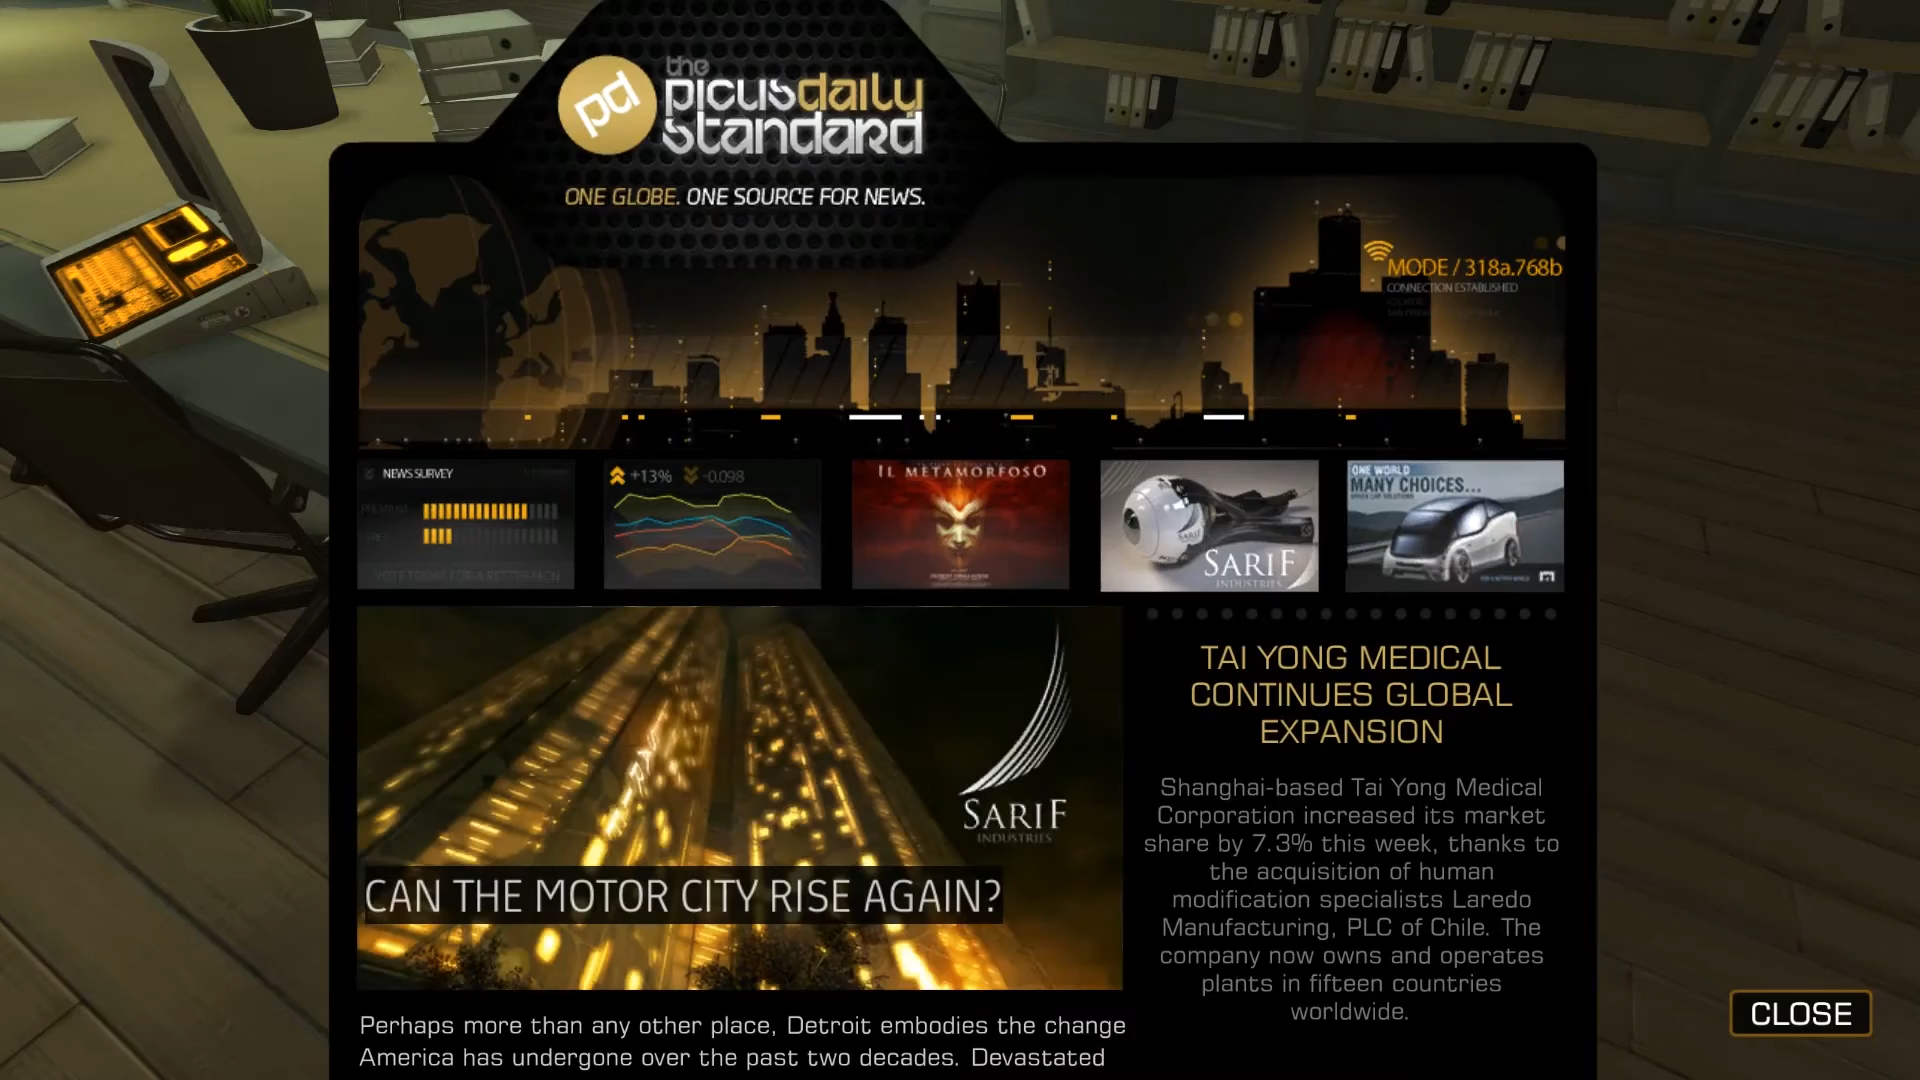 pd
the
picusdaily
standard
ONE GLOBE. ONE SOURCE FOR NEWS.
MODE / 318a.768b
CONNECTION ESTABLISHED
NEWS SURVEY
+13%
-0.098
IL METAMORFOSO
SARIF
INDUSTRIES
ONE WORLD
MANY CHOICES...
SARIF
INDUSTRIES
CAN THE MOTOR CITY RISE AGAIN?
Perhaps more than any other place, Detroit embodies the change
America has undergone over the past two decades. Devastated
TAI YONG MEDICAL
CONTINUES GLOBAL
EXPANSION
Shanghai-based Tai Yong Medical
Corporation increased its market
share by 7.3% this week, thanks to
the acquisition of human
modification specialists Laredo
Manufacturing, PLC of Chile. The
company now owns and operates
plants in fifteen countries
worldwide.
CLOSE